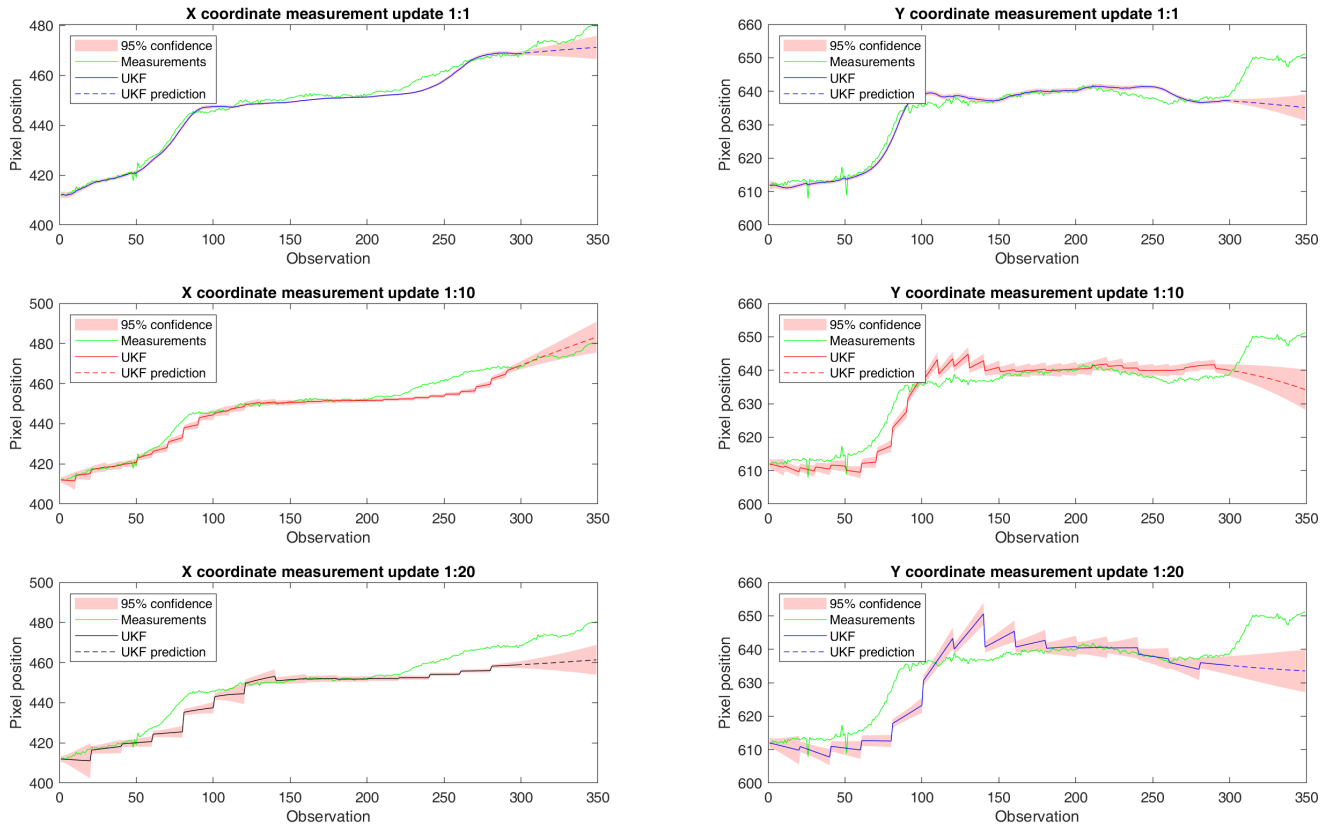 X coordinate measurement update 1:1
480
460
440
420
400
Pixel position
95% confidence
Measurements
UKF
UKF prediction
0 50 100 150 200 250 300 350
Observation
Y coordinate measurement update 1:1
660
650
640
630
620
610
600
Pixel position
95% confidence
Measurements
UKF
UKF prediction
0 50 100 150 200 250 300 350
Observation
X coordinate measurement update 1:10
500
480
460
440
420
400
Pixel position
95% confidence
Measurements
UKF
UKF prediction
0 50 100 150 200 250 300 350
Observation
Y coordinate measurement update 1:10
660
650
640
630
620
610
600
Pixel position
95% confidence
Measurements
UKF
UKF prediction
0 50 100 150 200 250 300 350
Observation
X coordinate measurement update 1:20
500
480
460
440
420
400
Pixel position
95% confidence
Measurements
UKF
UKF prediction
0 50 100 150 200 250 300 350
Observation
Y coordinate measurement update 1:20
660
650
640
630
620
610
600
Pixel position
95% confidence
Measurements
UKF
UKF prediction
0 50 100 150 200 250 300 350
Observation